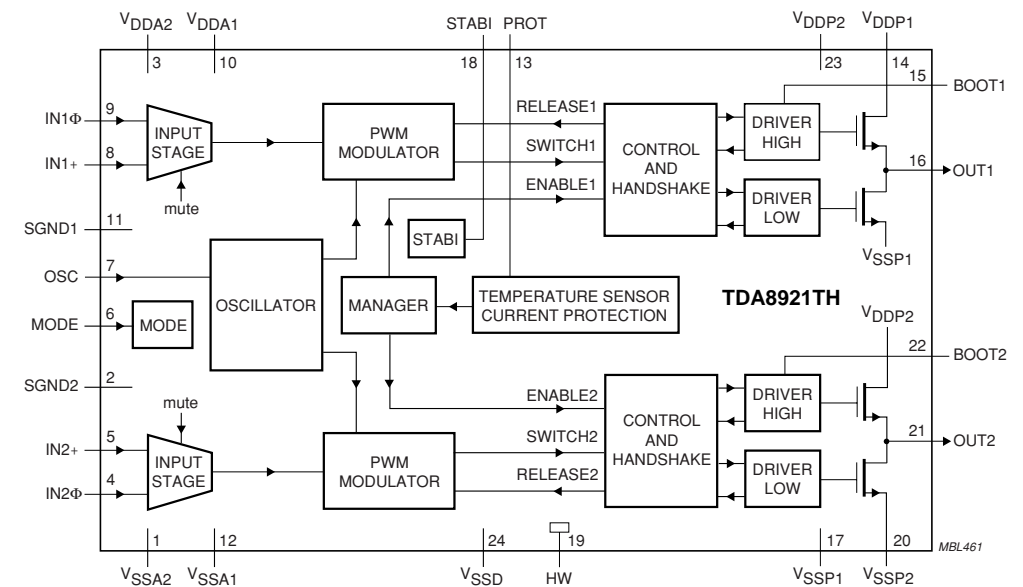 VDDA2 VDDA1 STABI PROT VDDP2 VDDP1
3 10 18 13 23 14
15 BOOT1
IN1Φ 9
INPUT
STAGE
PWM
MODULATOR
RELEASE1
CONTROL
AND
HANDSHAKE
DRIVER
HIGH
IN1+ 8
SWITCH1
16 OUT1
mute
ENABLE1
DRIVER
LOW
SGND1 11
STABI
VSSP1
OSC 7
OSCILLATOR
MANAGER
TEMPERATURE SENSOR
CURRENT PROTECTION
TDA8921TH
MODE 6
MODE
VDDP2
22 BOOT2
SGND2 2
mute
ENABLE2
CONTROL
AND
HANDSHAKE
DRIVER
HIGH
IN2+ 5
INPUT
STAGE
PWM
MODULATOR
SWITCH2
21 OUT2
IN2Φ 4
RELEASE2
DRIVER
LOW
1 12 24 19 17 20
MBL461
VSSA2 VSSA1 VSSD HW VSSP1 VSSP2